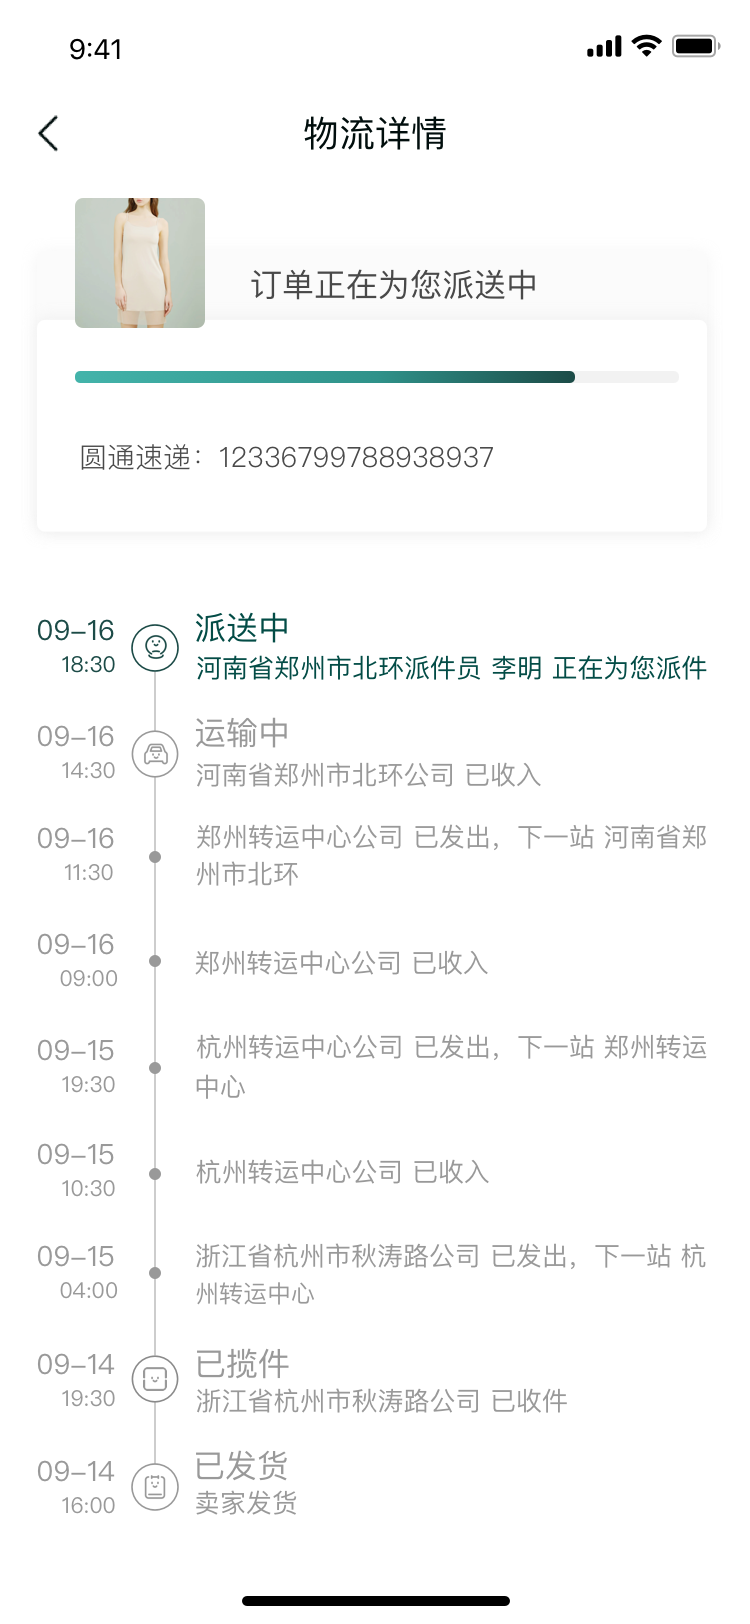 9:41
物流详情
订单正在为您派送中
圆通速递：12336799788938937
09–16
18:30
派送中
河南省郑州市北环派件员 李明 正在为您派件
09–16
14:30
运输中
河南省郑州市北环公司 已收入
09–16
11:30
郑州转运中心公司 已发出，下一站 河南省郑
州市北环
09–16
09:00
郑州转运中心公司 已收入
09–15
19:30
杭州转运中心公司 已发出，下一站 郑州转运
中心
09–15
10:30
杭州转运中心公司 已收入
09–15
04:00
浙江省杭州市秋涛路公司 已发出，下一站 杭
州转运中心
09–14
19:30
已揽件
浙江省杭州市秋涛路公司 已收件
09–14
16:00
已发货
卖家发货